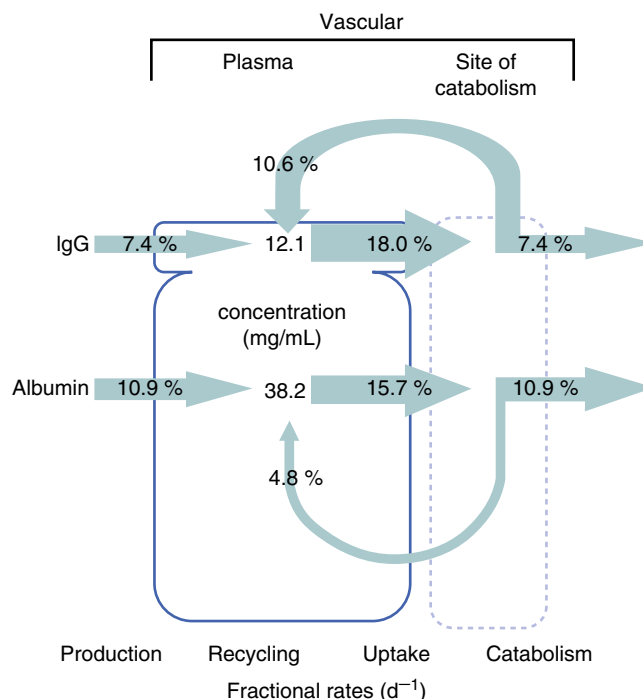 Vascular
Plasma
Site of
catabolism
10.6 %
IgG
7.4 %
12.1
18.0 %
7.4 %
concentration
(mg/mL)
Albumin
10.9 %
38.2
15.7 %
10.9 %
4.8 %
Production
Recycling
Uptake
Catabolism
Fractional rates (d⁻¹)